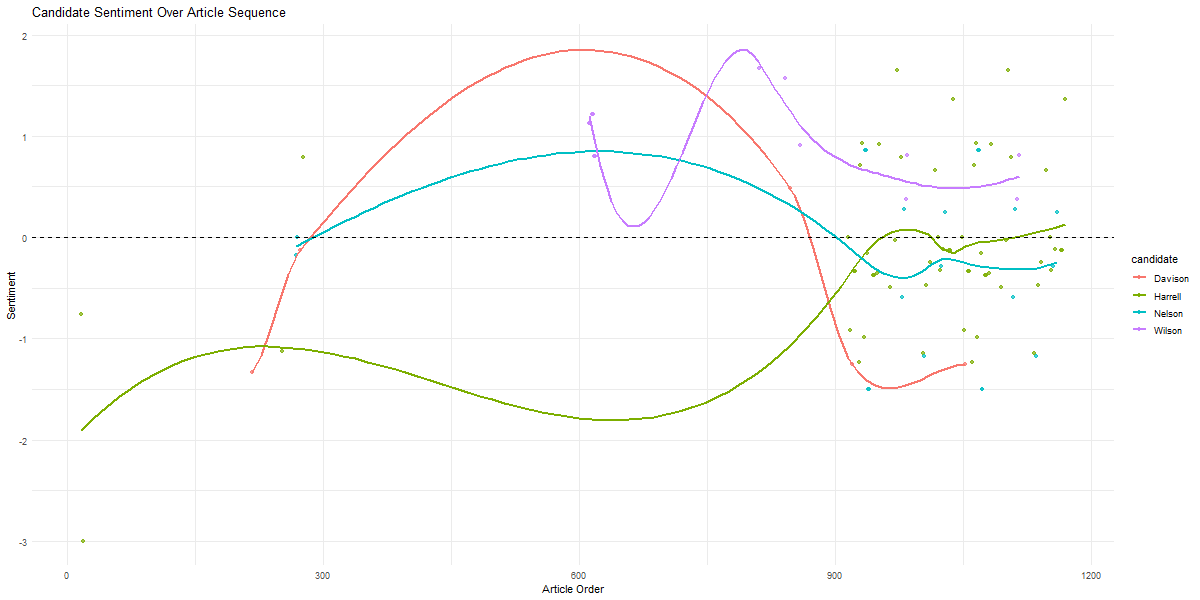 Candidate Sentiment Over Article Sequence
2
1
0
-1
-2
-3
Sentiment
0 300 600 900 1200
Article Order
candidate
Davison
Harrell
Nelson
Wilson